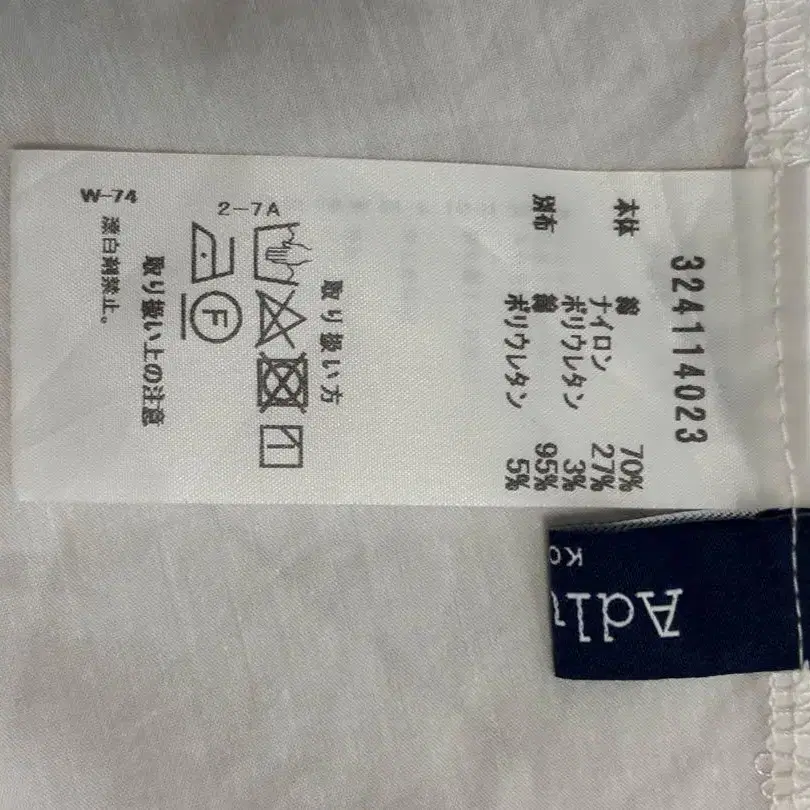 324114023
本体 綿 70%
ナイロン 27%
ポリウレタン 3%
別布 綿 95%
ポリウレタン 5%
取り扱い方
2-7A
F
取り扱い上の注意
漂白剤禁止。
W-74